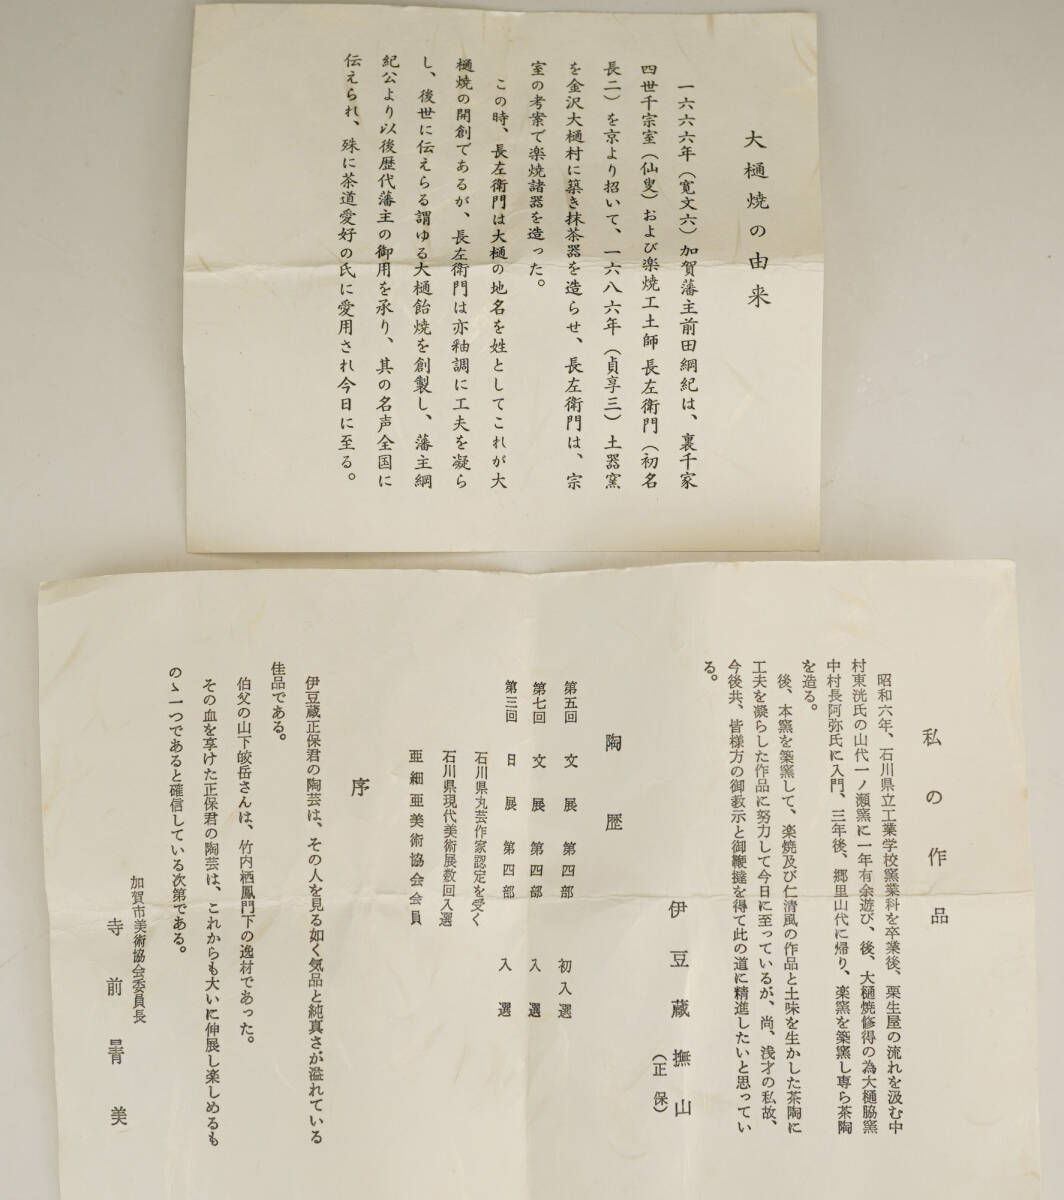 大樋焼の由来
一六六六年（寛文六）加賀藩主前田綱紀は、裏千家
四世千宗室（仙叟）および楽焼工土師長左衛門（初名
長二）を京より招いて、一六八六年（貞享三）土器窯
を金沢大樋村に築き抹茶器を造らせ、長左衛門は、宗
室の考案で楽焼諸器を造った。
この時、長左衛門は大樋の地名を姓としてこれが大
樋焼の開創であるが、長左衛門は亦釉調に工夫を凝ら
し、後世に伝えらる謂ゆる大樋飴焼を創製し、藩主綱
紀公より以後歴代藩主の御用を承り、其の名声全国に
伝えられ、殊に茶道愛好の氏に愛用され今日に至る。
私の作品
昭和六年、石川県立工業学校窯業科を卒業後、栗生屋の流れを汲む中
村東洸氏の山代一ノ瀬窯に一年有余遊び、後、大樋焼修得の為大樋脇窯
中村長阿弥氏に入門、三年後、郷里山代に帰り、楽窯を築窯し専ら茶陶
を造る。
後、本窯を築窯して、楽焼及び仁清風の作品と土味を生かした茶陶に
工夫を凝らした作品に努力して今日に至っているが、尚、浅才の私故、
今後共、皆様方の御教示と御鞭撻を得て此の道に精進したいと思ってい
る。
伊豆蔵撫山
（正保）
陶歴
第五回 文展第四部 初入選
第七回 文展第四部 入選
第三回 日展第四部 入選
石川県丸芸作家認定を受く
石川県現代美術展数回入選
亜細亜美術協会会員
序
伊豆蔵正保君の陶芸は、その人を見る如く気品と純真さが溢れている
佳品である。
伯父の山下皎岳さんは、竹内栖鳳門下の逸材であった。
その血を享けた正保君の陶芸は、これからも大いに伸展し楽しめるも
のゝ一つであると確信している次第である。
加賀市美術協会委員長
寺前曻美